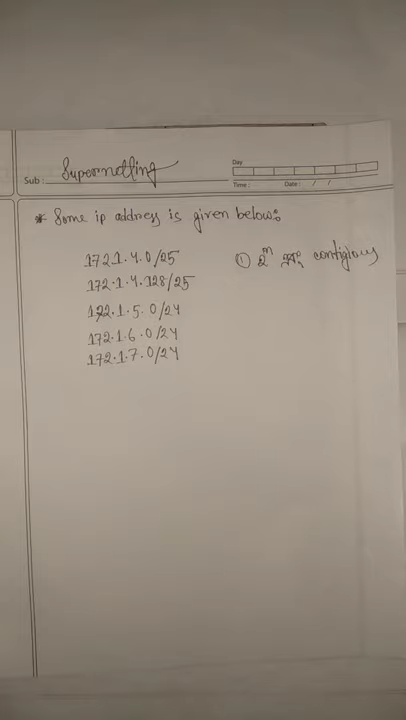 Sub: Supernetting
Day
Time: Date: / /
* Some ip address is given below:
172.1.4.0/25
172.1.4.128/25
172.1.5.0/24
172.1.6.0/24
172.1.7.0/24
① 2ⁿ contigious